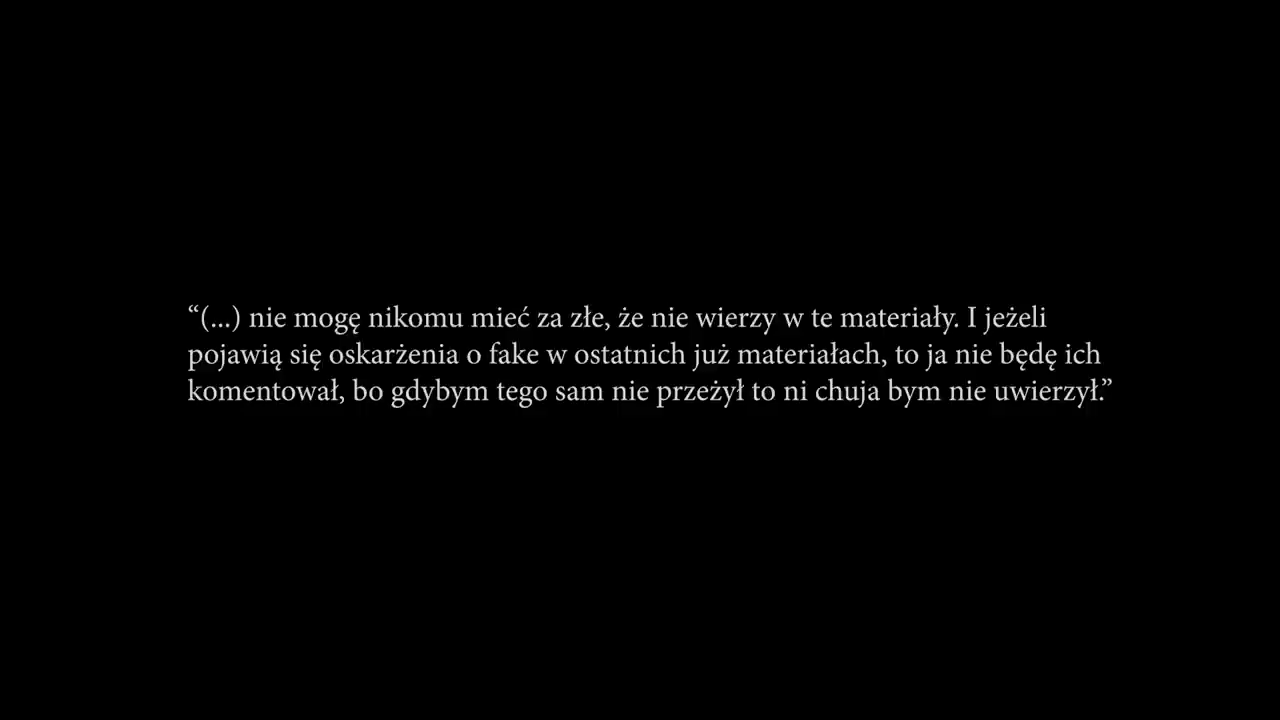 “(...) nie mogę nikomu mieć za złe, że nie wierzy w te materiały. I jeżeli
pojawią się oskarżenia o fake w ostatnich już materiałach, to ja nie będę ich
komentował, bo gdybym tego sam nie przeżył to ni chuja bym nie uwierzył.”